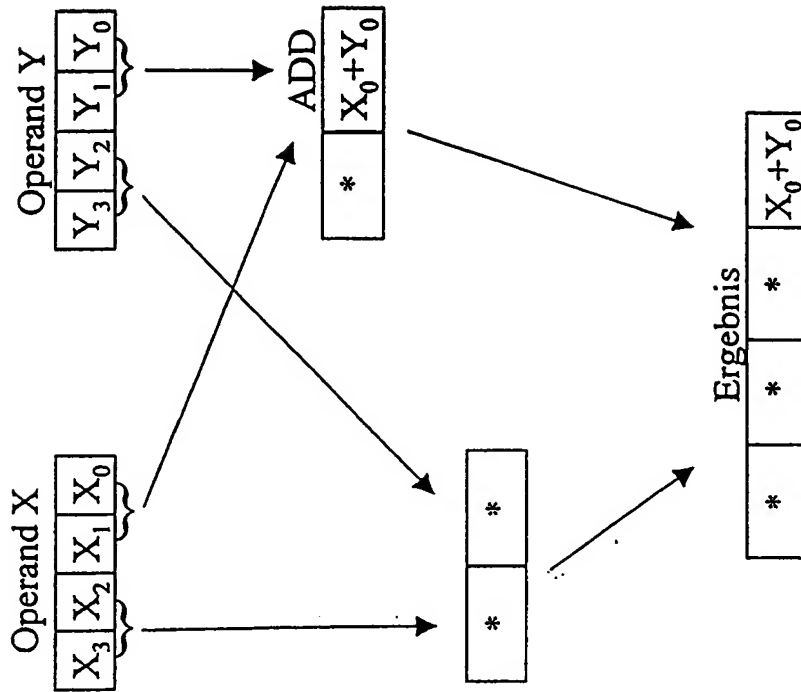 Operand X
X₃ X₂ X₁ X₀
Operand Y
Y₃ Y₂ Y₁ Y₀
ADD
* X₀+Y₀
* *
Ergebnis
* * * X₀+Y₀